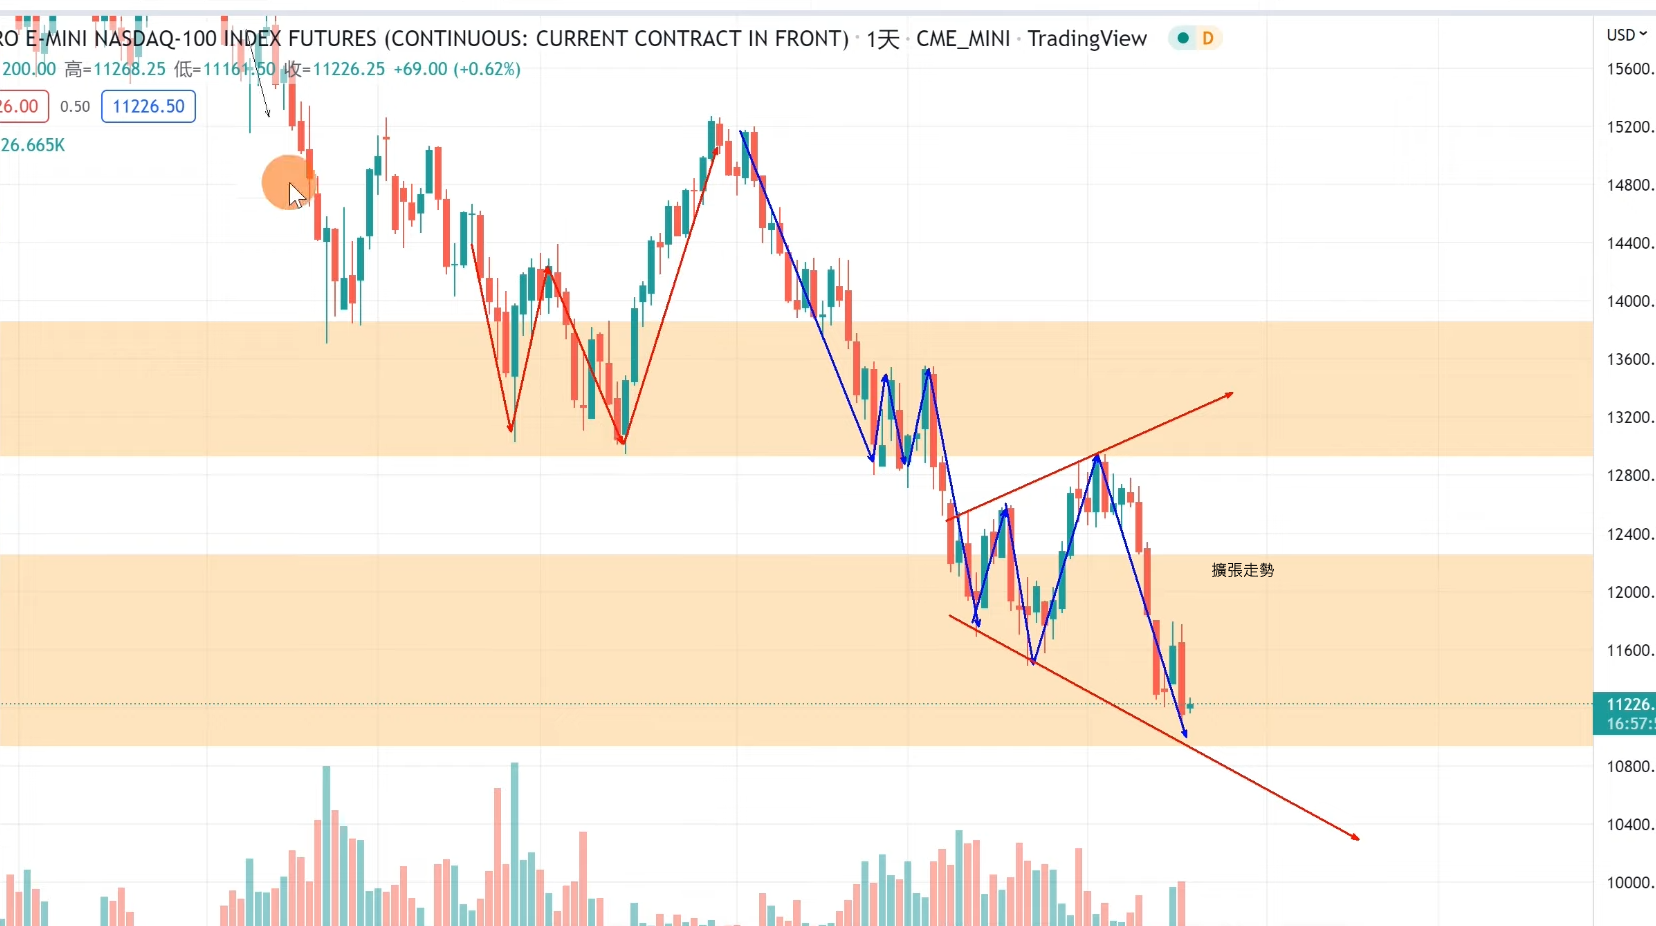 RO E-MINI NASDAQ-100 INDEX FUTURES (CONTINUOUS: CURRENT CONTRACT IN FRONT) · 1天 · CME_MINI · TradingView D
200.00 高=11268.25 低=11161.50 收=11226.25 +69.00 (+0.62%)
26.00 0.50 11226.50
26.665K
擴張走勢
USD
15600.
15200.
14800.
14400.
14000.
13600.
13200.
12800.
12400.
12000.
11600.
11226.
16:57:5
10800.
10400.
10000.